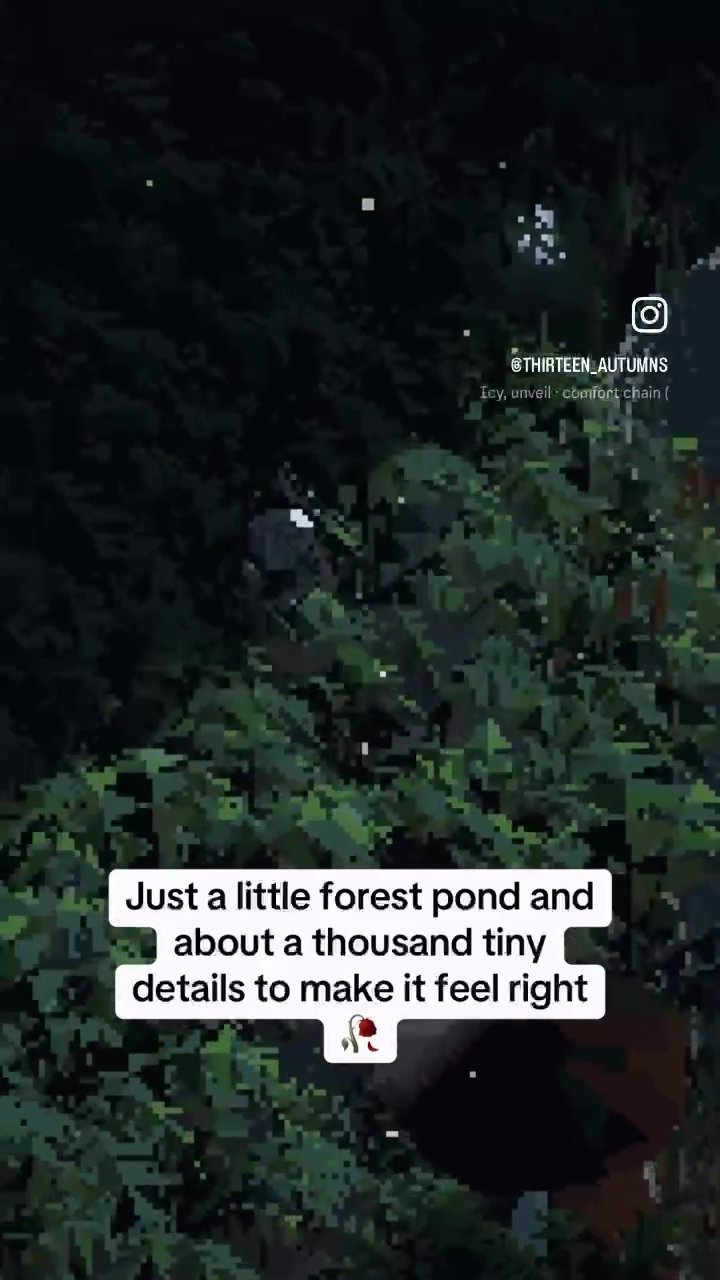 @THIRTEEN_AUTUMNS
Icy, unveil · comfort chain (
Just a little forest pond and
about a thousand tiny
details to make it feel right
🥀